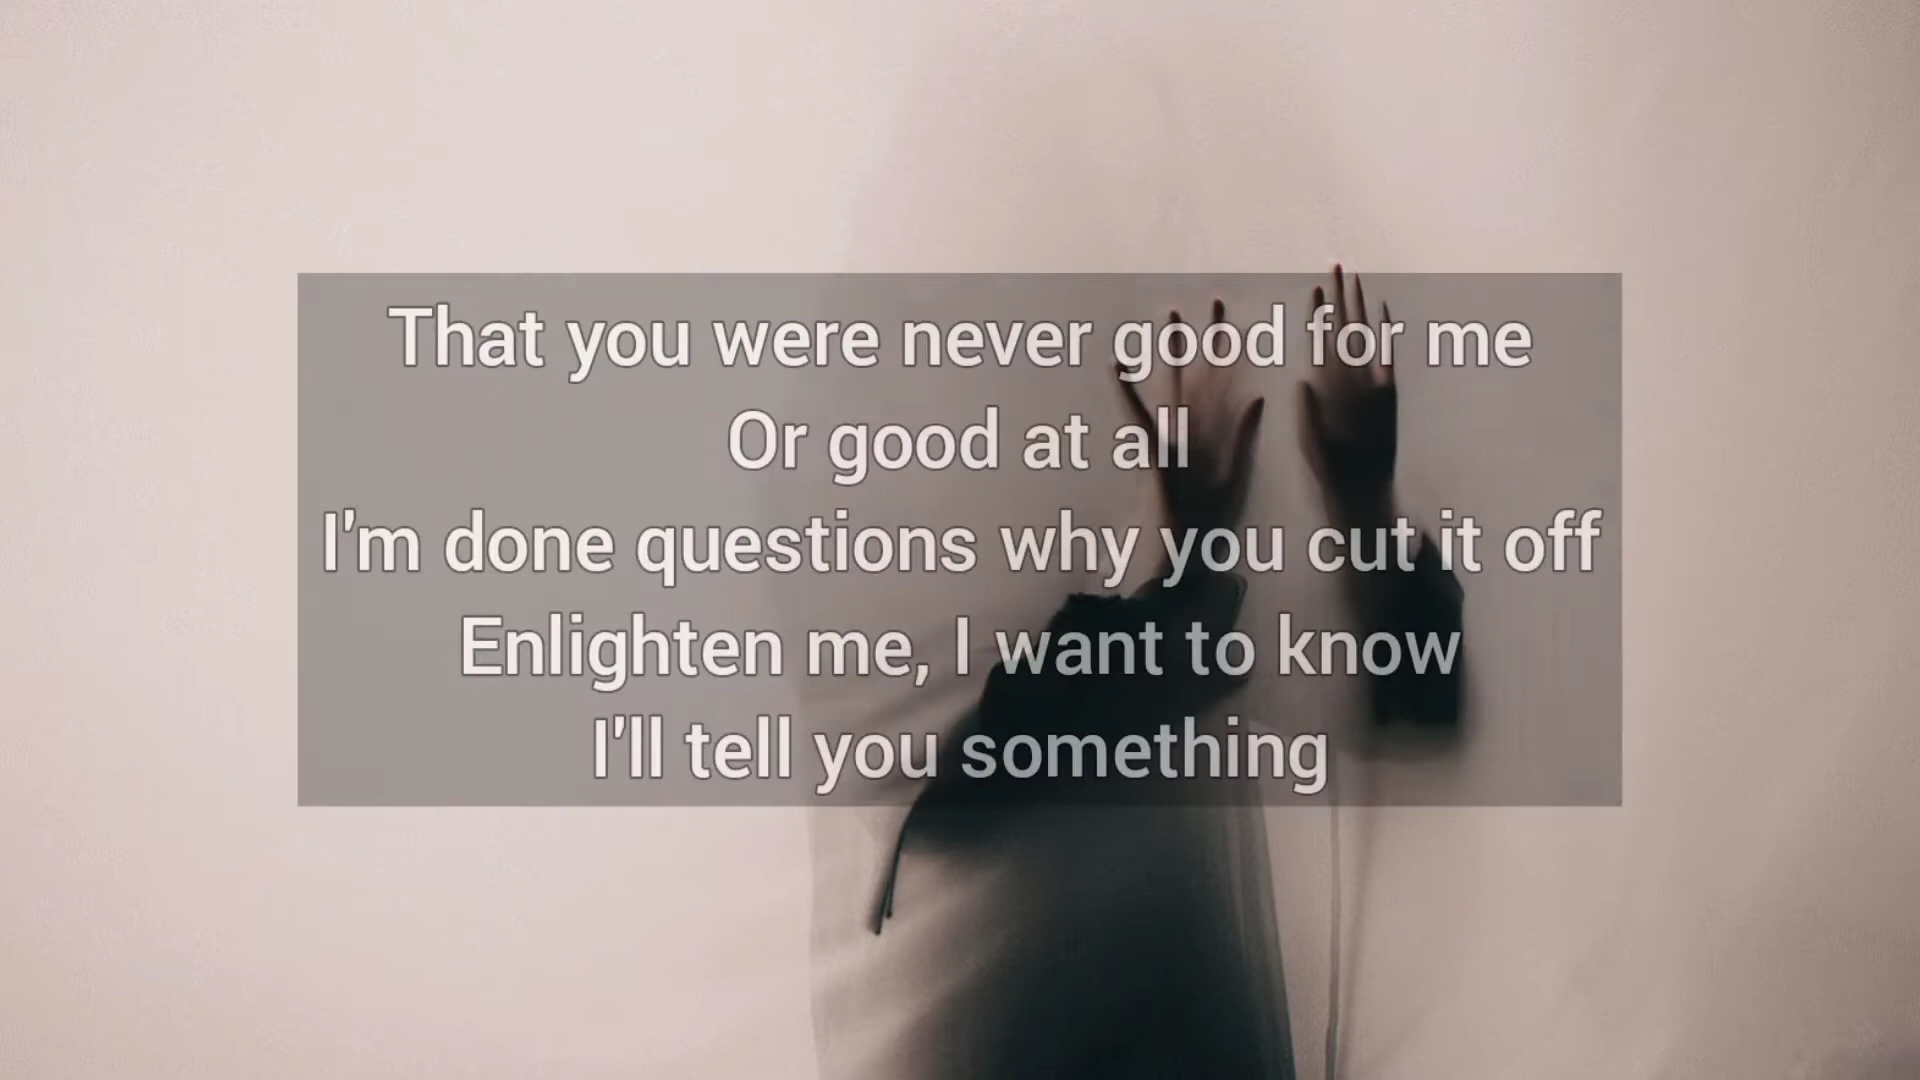 That you were never good for me
Or good at all
I'm done questions why you cut it off
Enlighten me, I want to know
I'll tell you something